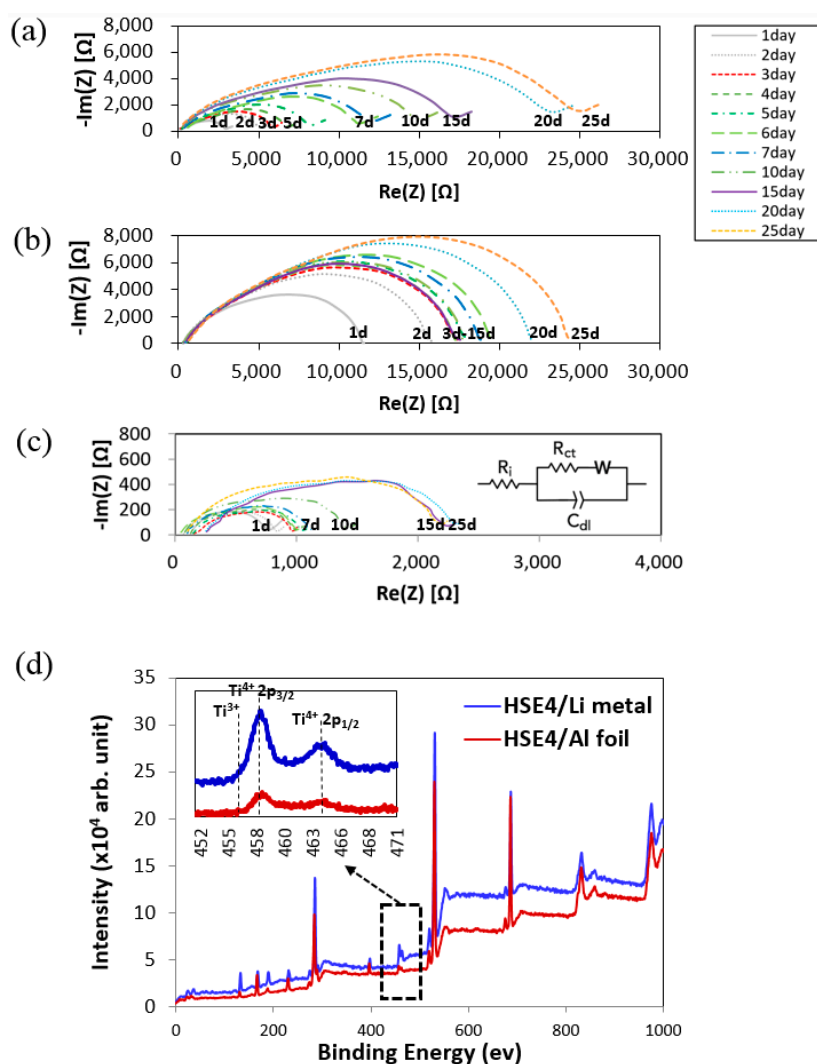 (a)
-Im(Z) [Ω]
8,000
6,000
4,000
2,000
0
1d 2d 3d 5d 7d 10d 15d 20d 25d
0 5,000 10,000 15,000 20,000 25,000 30,000
Re(Z) [Ω]
1day
2day
3day
4day
5day
6day
7day
10day
15day
20day
25day
(b)
-Im(Z) [Ω]
8,000
6,000
4,000
2,000
0
1d 2d 3d -15d 20d 25d
0 5,000 10,000 15,000 20,000 25,000 30,000
Re(Z) [Ω]
(c)
-Im(Z) [Ω]
800
600
400
200
0
1d 7d 10d 15d 25d
Ri Rct W Cdl
0 1,000 2,000 3,000 4,000
Re(Z) [Ω]
(d)
Intensity (x10⁴ arb. unit)
35
30
25
20
15
10
5
0
Ti⁴⁺ 2p3/2
Ti³⁺
Ti⁴⁺ 2p1/2
452 455 458 460 463 466 468 471
HSE4/Li metal
HSE4/Al foil
0 200 400 600 800 1000
Binding Energy (ev)